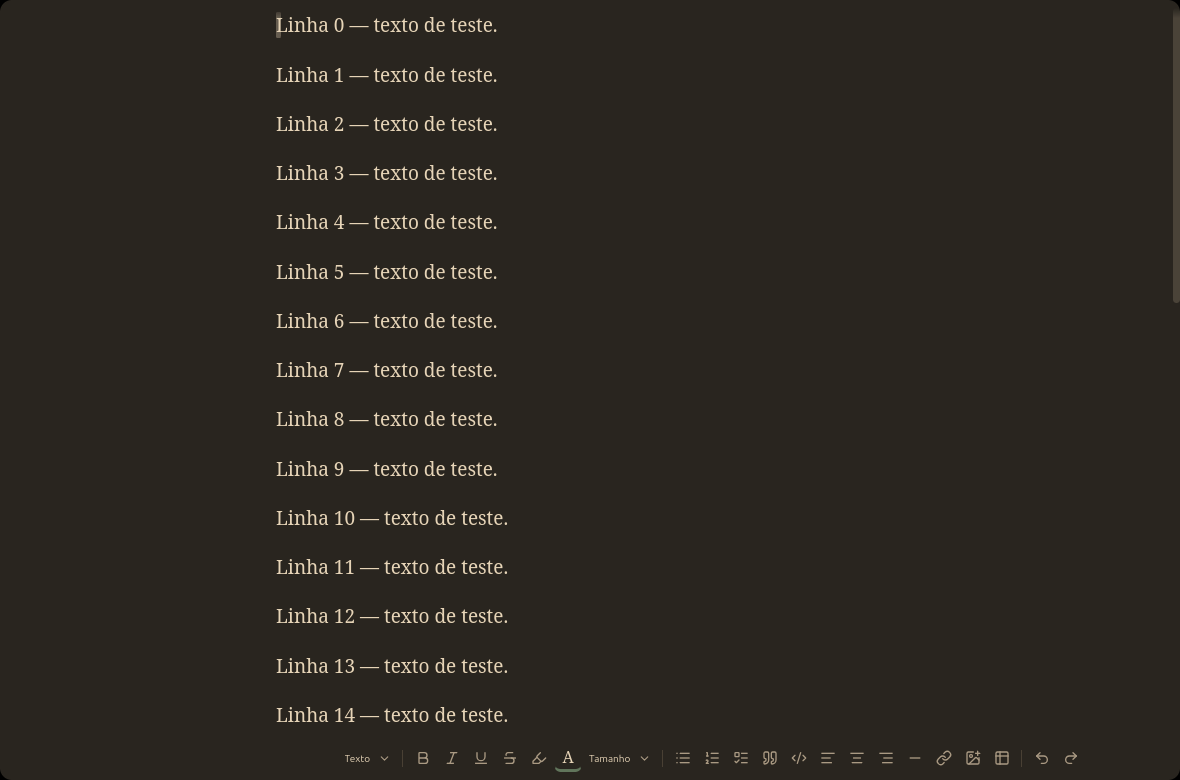 Linha 0 — texto de teste.
Linha 1 — texto de teste.
Linha 2 — texto de teste.
Linha 3 — texto de teste.
Linha 4 — texto de teste.
Linha 5 — texto de teste.
Linha 6 — texto de teste.
Linha 7 — texto de teste.
Linha 8 — texto de teste.
Linha 9 — texto de teste.
Linha 10 — texto de teste.
Linha 11 — texto de teste.
Linha 12 — texto de teste.
Linha 13 — texto de teste.
Linha 14 — texto de teste.
Texto B I U S A Tamanho